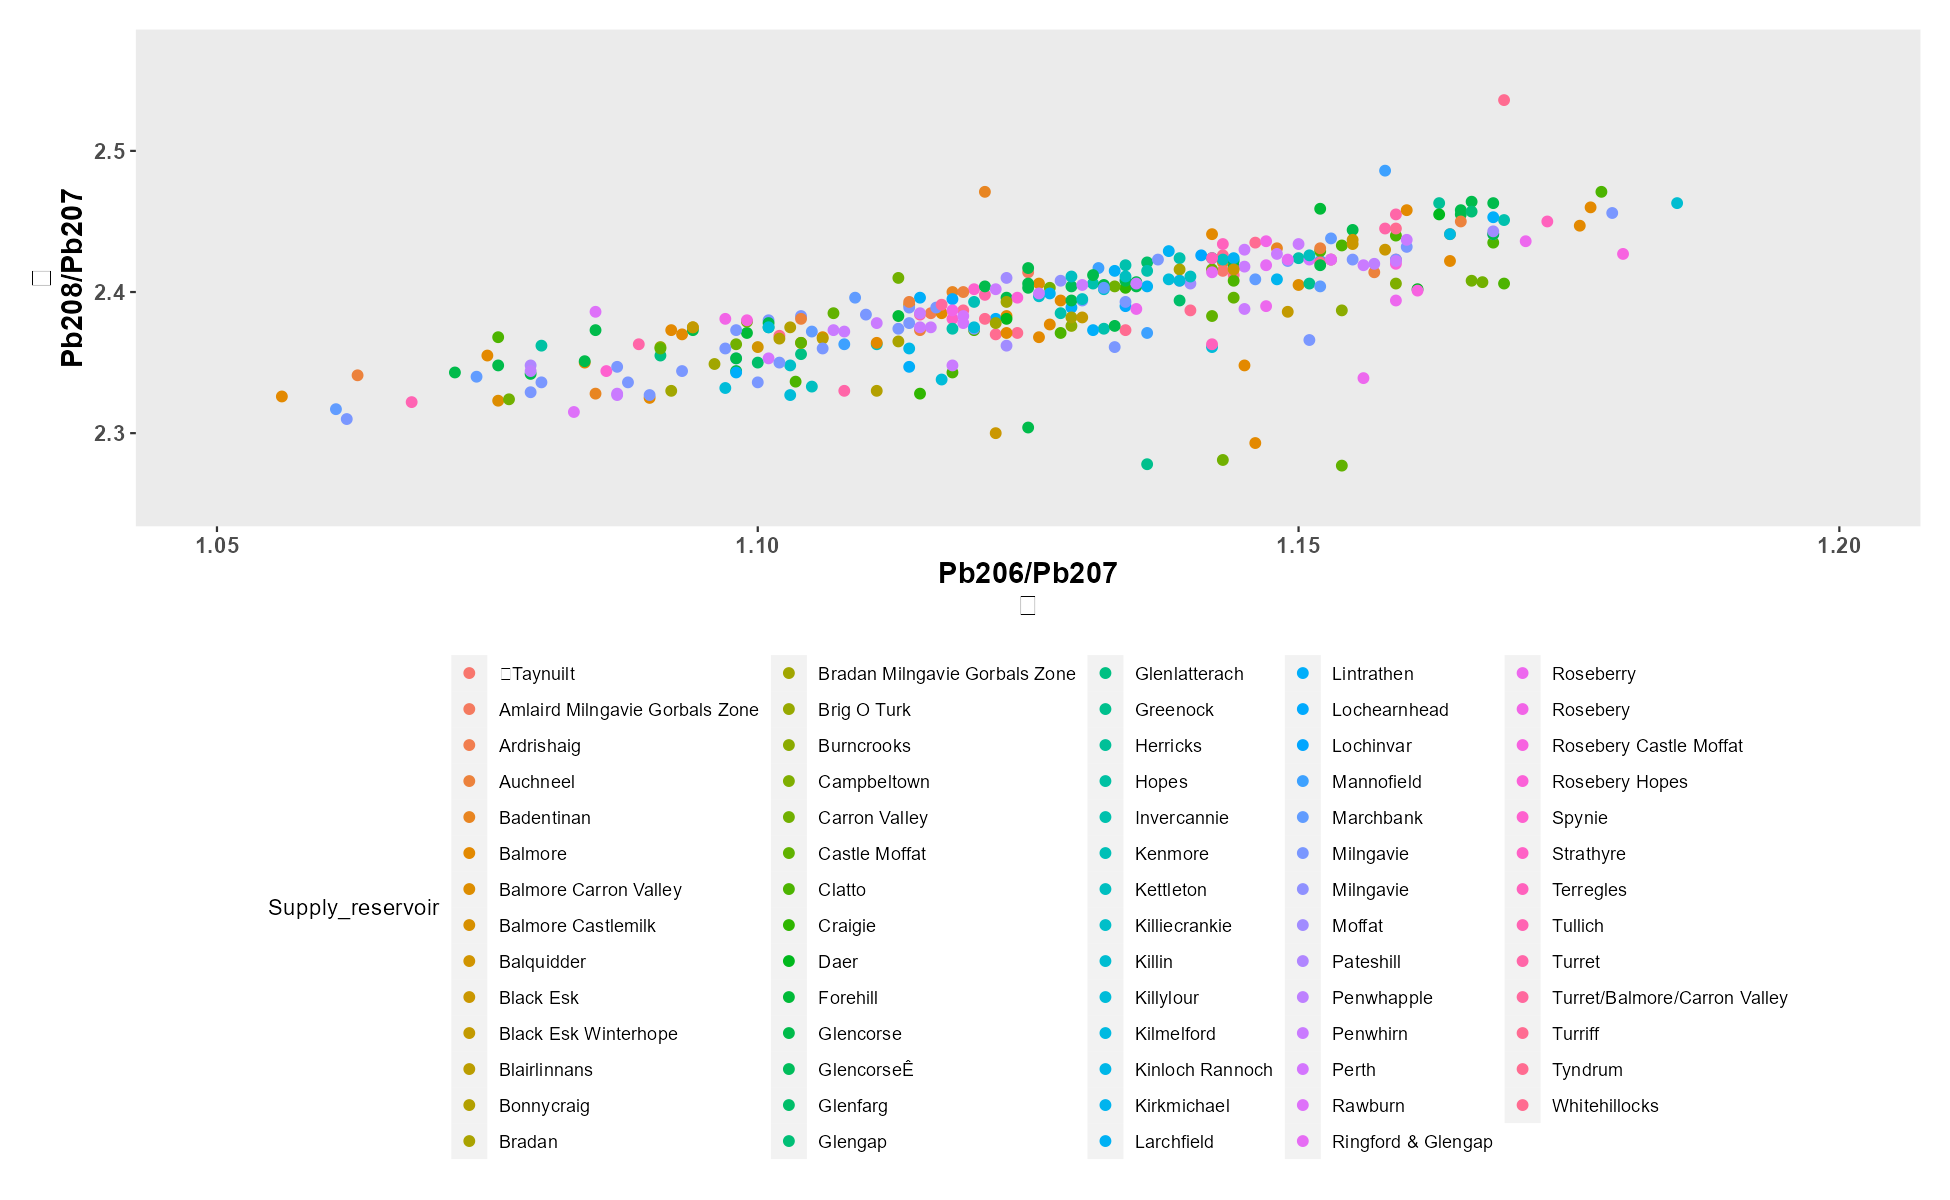 Pb208/Pb207
2.5
2.4
2.3
1.05 1.10 1.15 1.20
Pb206/Pb207
Supply_reservoir
Taynuilt
Amlaird Milngavie Gorbals Zone
Ardrishaig
Auchneel
Badentinan
Balmore
Balmore Carron Valley
Balmore Castlemilk
Balquidder
Black Esk
Black Esk Winterhope
Blairlinnans
Bonnycraig
Bradan
Bradan Milngavie Gorbals Zone
Brig O Turk
Burncrooks
Campbeltown
Carron Valley
Castle Moffat
Clatto
Craigie
Daer
Forehill
Glencorse
GlencorseÊ
Glenfarg
Glengap
Glenlatterach
Greenock
Herricks
Hopes
Invercannie
Kenmore
Kettleton
Killiecrankie
Killin
Killylour
Kilmelford
Kinloch Rannoch
Kirkmichael
Larchfield
Lintrathen
Lochearnhead
Lochinvar
Mannofield
Marchbank
Milngavie
Milngavie
Moffat
Pateshill
Penwhapple
Penwhirn
Perth
Rawburn
Ringford & Glengap
Roseberry
Rosebery
Rosebery Castle Moffat
Rosebery Hopes
Spynie
Strathyre
Terregles
Tullich
Turret
Turret/Balmore/Carron Valley
Turriff
Tyndrum
Whitehillocks